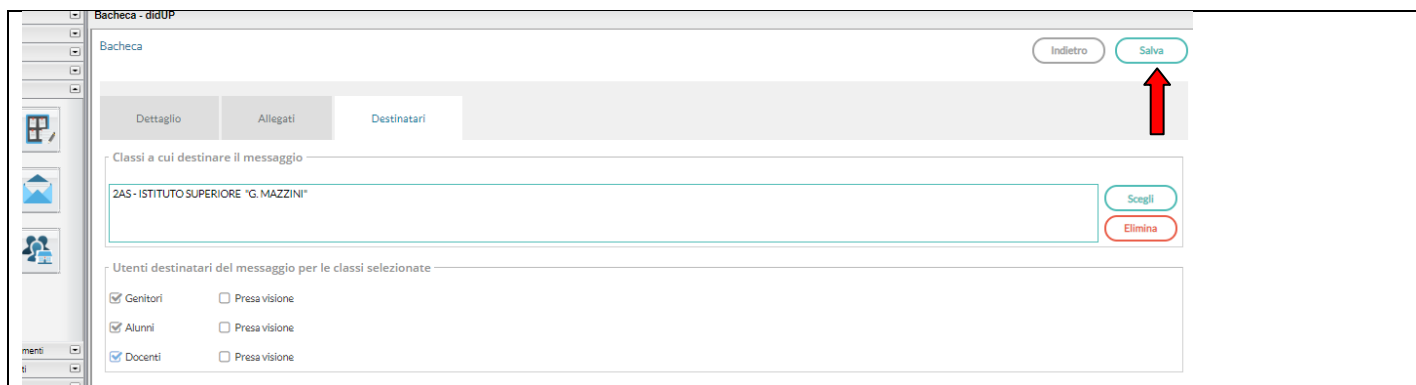 Bacheca - didUP
Bacheca
Indietro
Salva
Dettaglio
Allegati
Destinatari
Classi a cui destinare il messaggio
2AS - ISTITUTO SUPERIORE "G. MAZZINI"
Scegli
Elimina
Utenti destinatari del messaggio per le classi selezionate
Genitori Presa visione
Alunni Presa visione
Docenti Presa visione
menti
ti